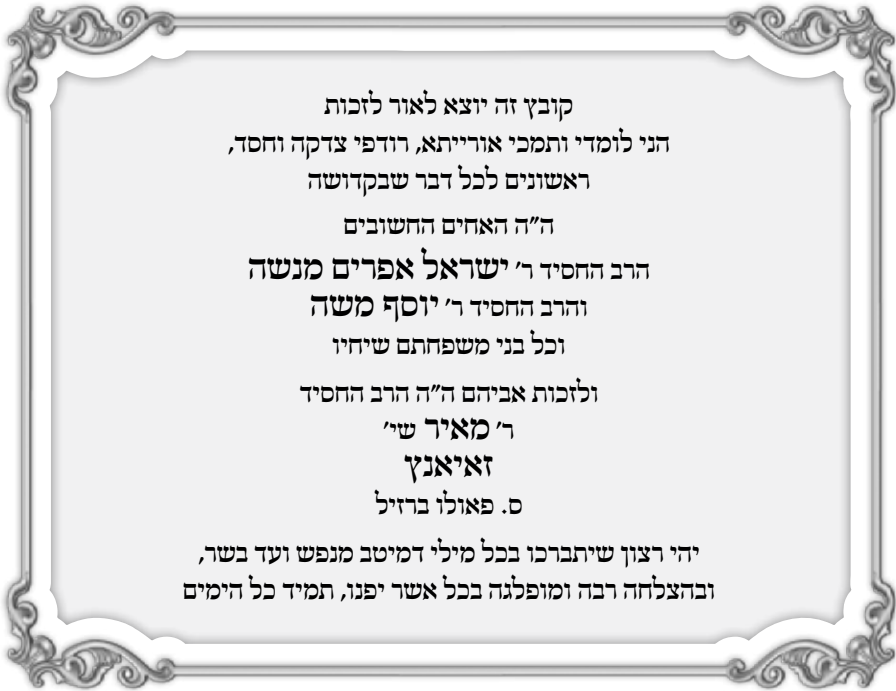 קובץ זה יוצא לאור לזכות
הני לומדי ותמכי אורייתא, רודפי צדקה וחסד,
ראשונים לכל דבר שבקדושה
ה״ה האחים החשובים
הרב החסיד ר׳ ישראל אפרים מנשה
והרב החסיד ר׳ יוסף משה
וכל בני משפחתם שיחיו
ולזכות אביהם ה״ה הרב החסיד
ר׳ מאיר שי׳
זאיאנץ
ס. פאולו ברזיל
יהי רצון שיתברכו בכל מילי דמיטב מנפש ועד בשר,
ובהצלחה רבה ומופלגה בכל אשר יפנו, תמיד כל הימים